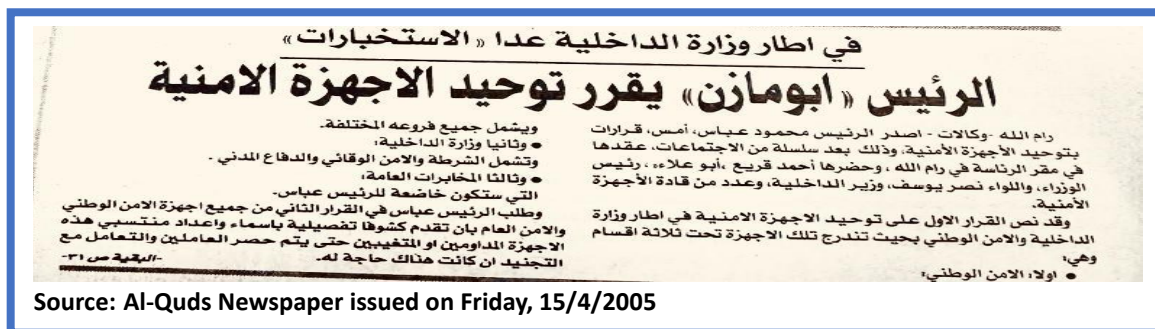 في اطار وزارة الداخلية عدا «الاستخبارات»
الرئيس «ابومازن» يقرر توحيد الاجهزة الامنية
رام الله -وكالات - اصدر الرئيس محمود عباس، أمس، قرارات
بتوحيد الأجهزة الأمنية، وذلك بعد سلسلة من الاجتماعات، عقدها
في مقر الرئاسة في رام الله ، وحضرها أحمد قريع ،أبو علاء، ، رئيس
الوزراء، واللواء نصر يوسف، وزير الداخلية، وعدد من قادة الأجهزة
الأمنية.
وقد نص القرار الاول على توحيد الاجهزة الامنية في اطار وزارة
الداخلية والامن الوطني بحيث تندرج تلك الاجهزة تحت ثلاثة اقسام
وهي:
• اولا: الامن الوطني:
ويشمل جميع فروعه المختلفة.
• وثانيا وزارة الداخلية:
وتشمل الشرطة والامن الوقائي والدفاع المدني .
• وثالثا المخابرات العامة:
التي ستكون خاضعة للرئيس عباس.
وطلب الرئيس عباس في القرار الثاني من جميع اجهزة الامن الوطني
والامن العام بان تقدم كشوفا تفصيلية باسماء واعداد منتسبي هذه
الاجهزة المداومين او المتغيبين حتى يتم حصر العاملين والتعامل مع
التجنيد ان كانت هناك حاجة له.
-البقية ص ٣١-
Source: Al-Quds Newspaper issued on Friday, 15/4/2005